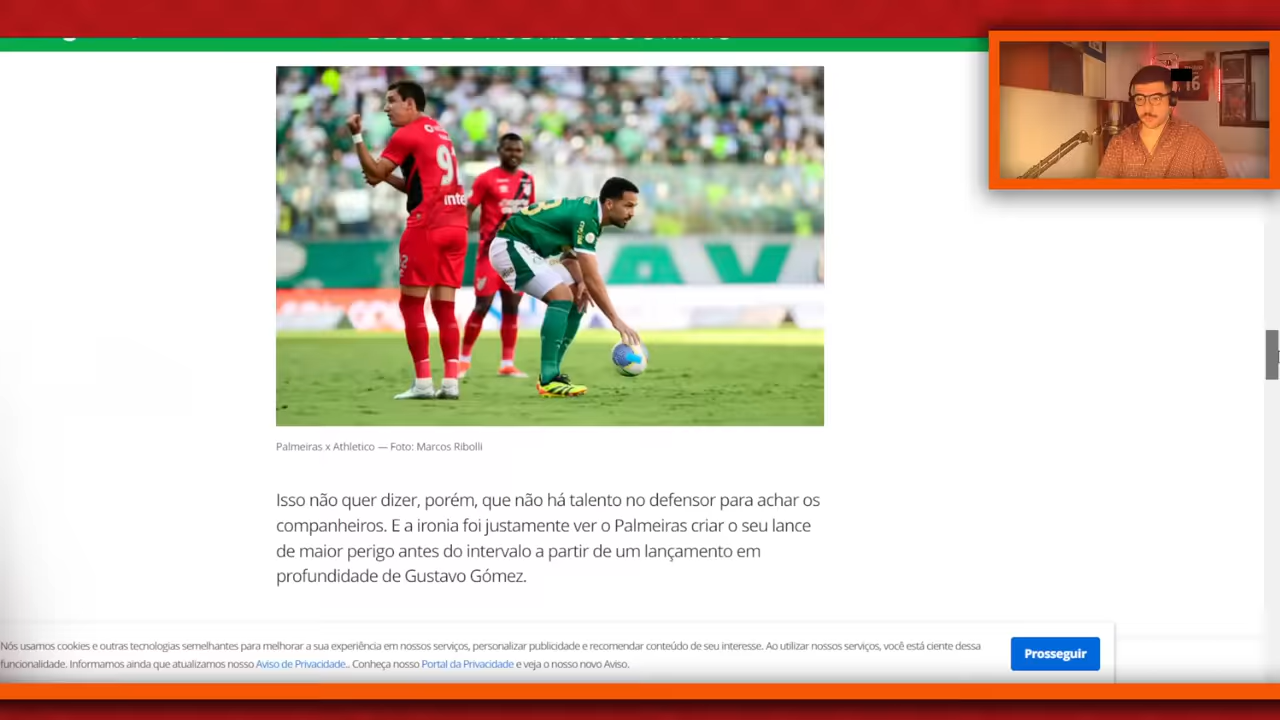 91
inte
16
AV
Palmeiras x Athletico — Foto: Marcos Ribolli
Isso não quer dizer, porém, que não há talento no defensor para achar os
companheiros. E a ironia foi justamente ver o Palmeiras criar o seu lance
de maior perigo antes do intervalo a partir de um lançamento em
profundidade de Gustavo Gómez.
Nós usamos cookies e outras tecnologias semelhantes para melhorar a sua experiência em nossos serviços, personalizar publicidade e recomendar conteúdo de seu interesse. Ao utilizar nossos serviços, você está ciente dessa
funcionalidade. Informamos ainda que atualizamos nosso Aviso de Privacidade.. Conheça nosso Portal da Privacidade e veja o nosso novo Aviso.
Prosseguir